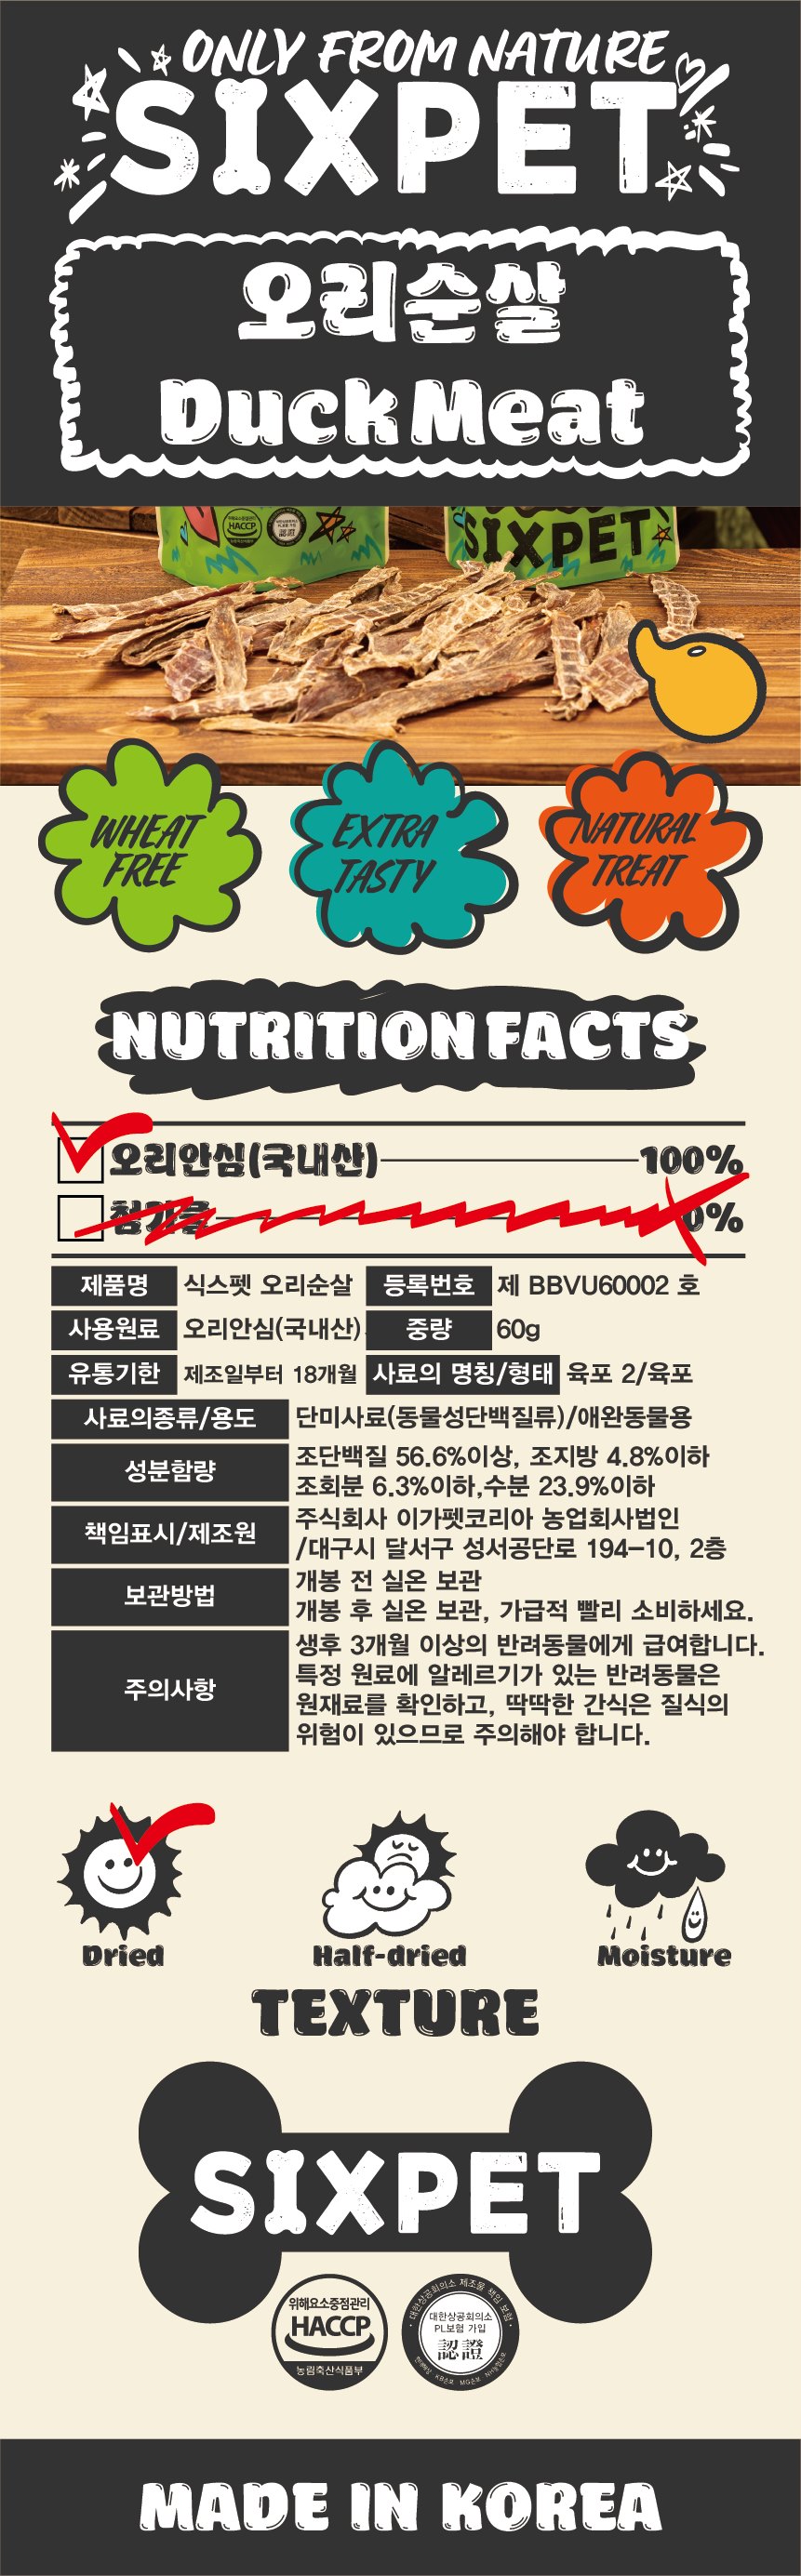 ONLY FROM NATURE
SIXPET
오리순살
Duck Meat
HACCP
SIXPET
WHEAT
FREE
EXTRA
TASTY
NATURAL
TREAT
NUTRITION FACTS
오리안심(국내산) 100%
첨가물 0%
제품명 식스펫 오리순살 등록번호 제 BBVU60002 호
사용원료 오리안심(국내산) 중량 60g
유통기한 제조일부터 18개월 사료의 명칭/형태 육포 2/육포
사료의종류/용도 단미사료(동물성단백질류)/애완동물용
성분함량 조단백질 56.6%이상, 조지방 4.8%이하
조회분 6.3%이하,수분 23.9%이하
책임표시/제조원 주식회사 이가펫코리아 농업회사법인
/대구시 달서구 성서공단로 194-10, 2층
보관방법 개봉 전 실온 보관
개봉 후 실온 보관, 가급적 빨리 소비하세요.
주의사항 생후 3개월 이상의 반려동물에게 급여합니다.
특정 원료에 알레르기가 있는 반려동물은
원재료를 확인하고, 딱딱한 간식은 질식의
위험이 있으므로 주의해야 합니다.
Dried Half-dried Moisture
TEXTURE
SIXPET
위해요소중점관리
HACCP
농림축산식품부
대한상공회의소 제조물 책임 보험
대한상공회의소
PL보험 가입
認證
MADE IN KOREA